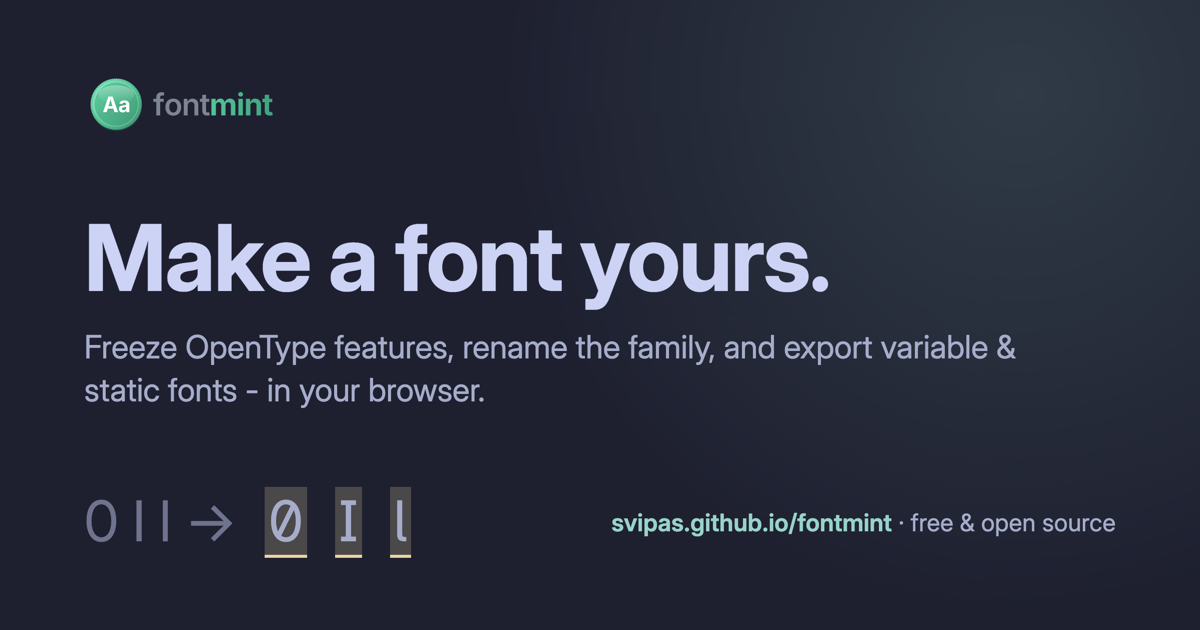 Aa fontmint
Make a font yours.
Freeze OpenType features, rename the family, and export variable &
static fonts - in your browser.
0Il → 0 I l
svipas.github.io/fontmint · free & open source